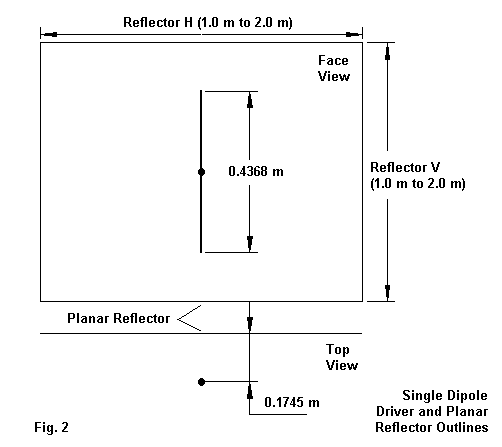 Reflector H (1.0 m to 2.0 m)
Face
View
0.4368 m
Reflector V
(1.0 m to 2.0 m)
Planar Reflector
Top
View
0.1745 m
Single Dipole
Driver and Planar
Reflector Outlines
Fig. 2